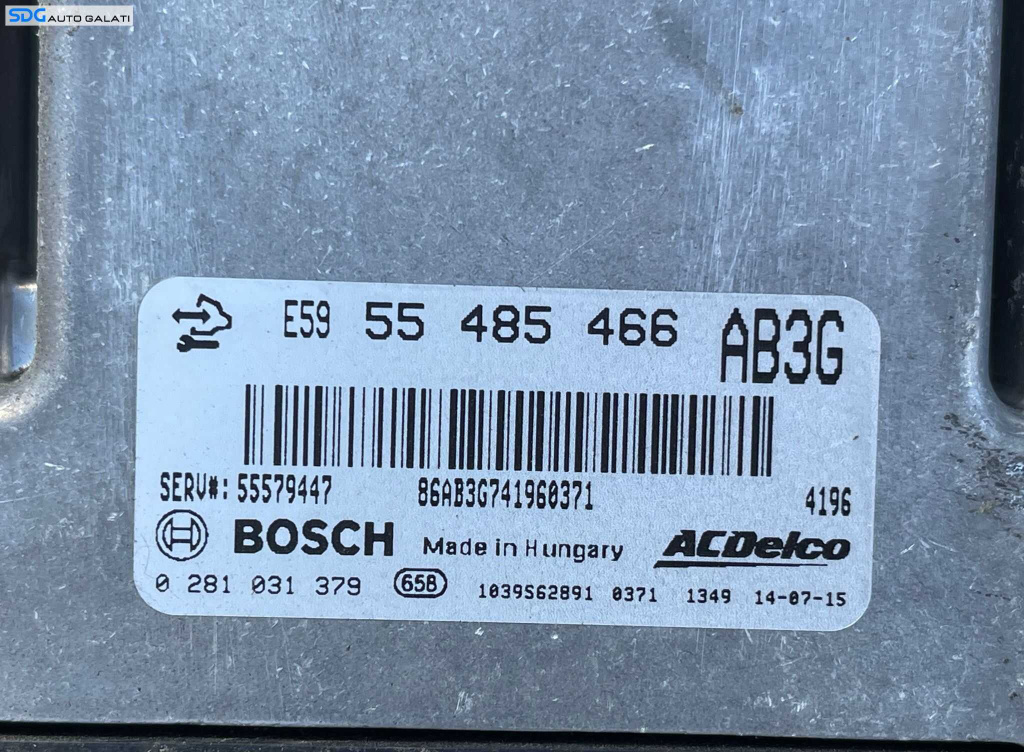 SDG AUTO GALATI
E59 55 485 466 AB3G
SERV#: 55579447 86AB3G741960371 4196
BOSCH Made in Hungary ACDelco
0 281 031 379 65B 1039S62891 0371 1349 14-07-15